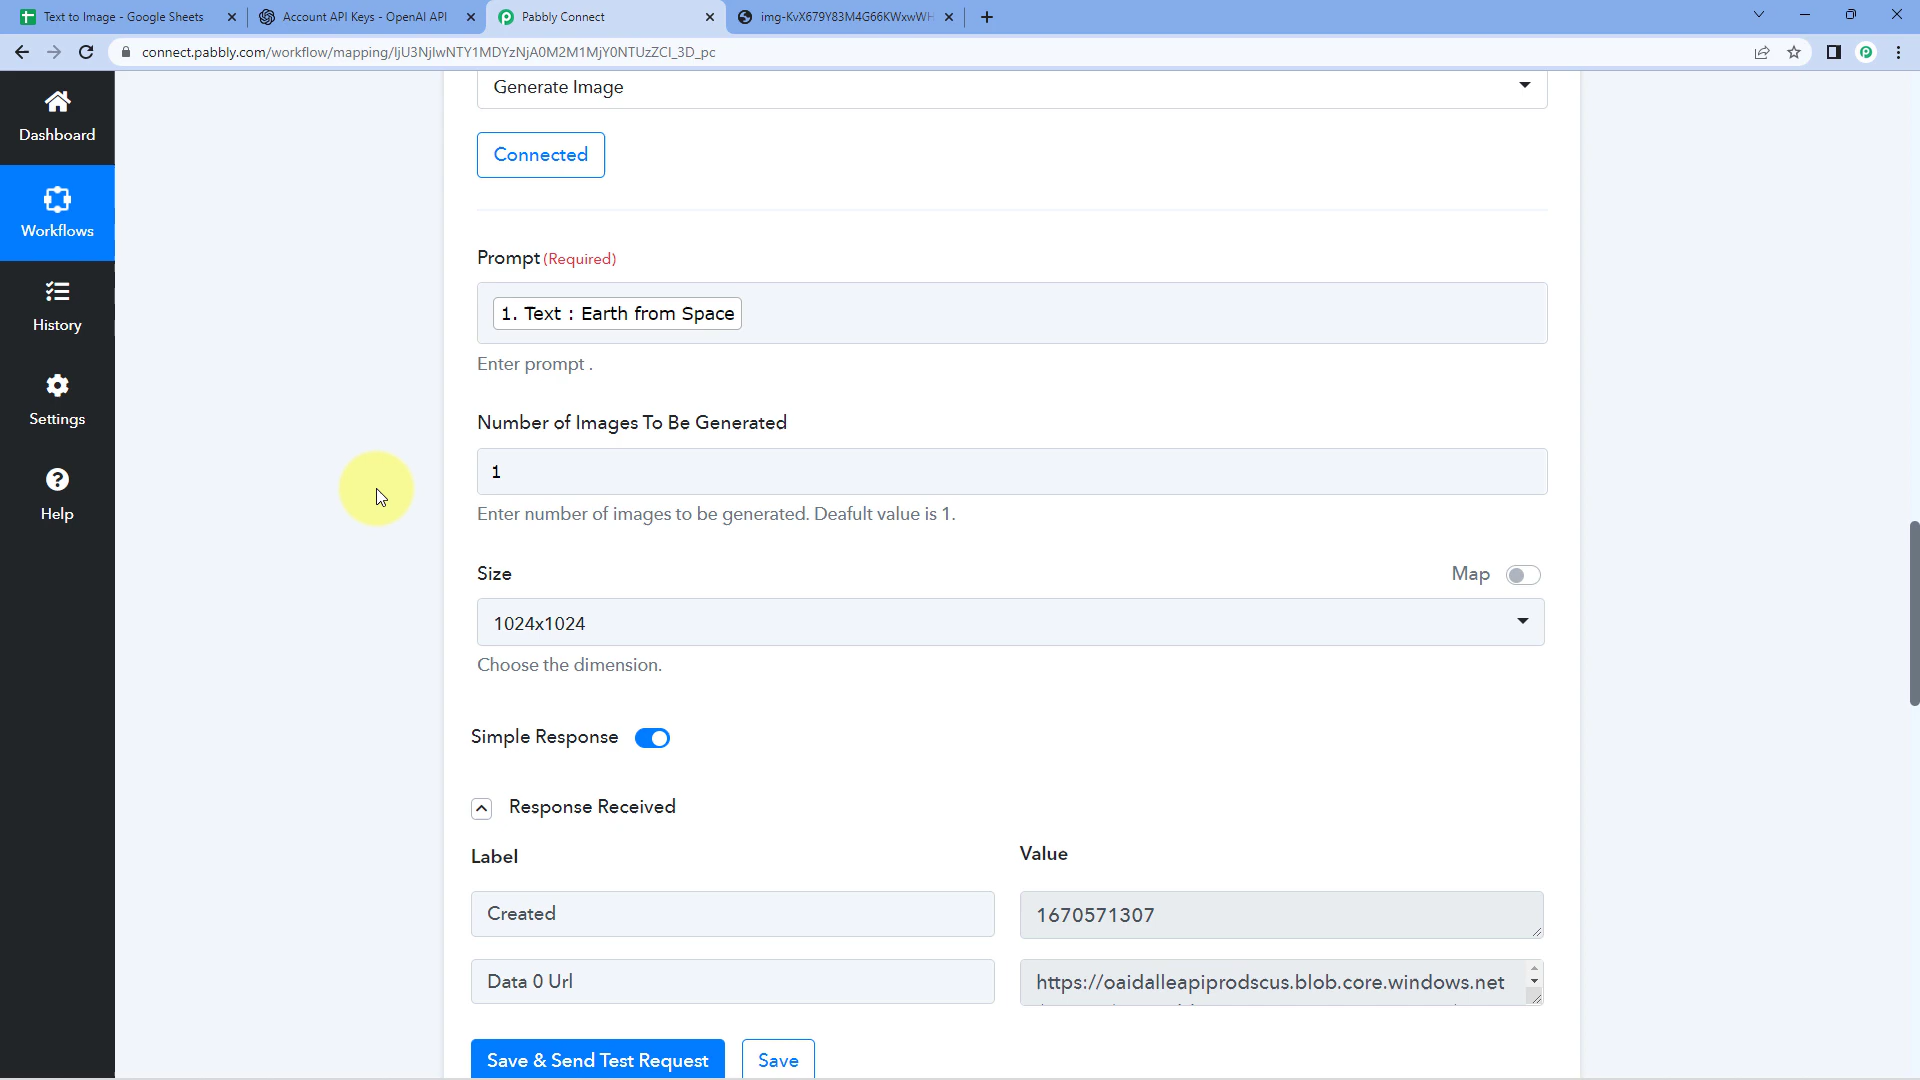 Text to Image - Google Sheets
Account API Keys - OpenAI API
Pabbly Connect
img-KvX679Y83M4G66KWxwWH
connect.pabbly.com/workflow/mapping/IjU3NjIwNTY1MDYzNjA0M2M1MjY0NTUzZCI_3D_pc
Dashboard
Workflows
History
Settings
Help
Generate Image
Connected
Prompt (Required)
1. Text : Earth from Space
Enter prompt .
Number of Images To Be Generated
1
Enter number of images to be generated. Deafult value is 1.
Size
Map
1024x1024
Choose the dimension.
Simple Response
Response Received
Label
Value
Created
1670571307
Data 0 Url
https://oaidalleapiprodscus.blob.core.windows.net
Save & Send Test Request
Save